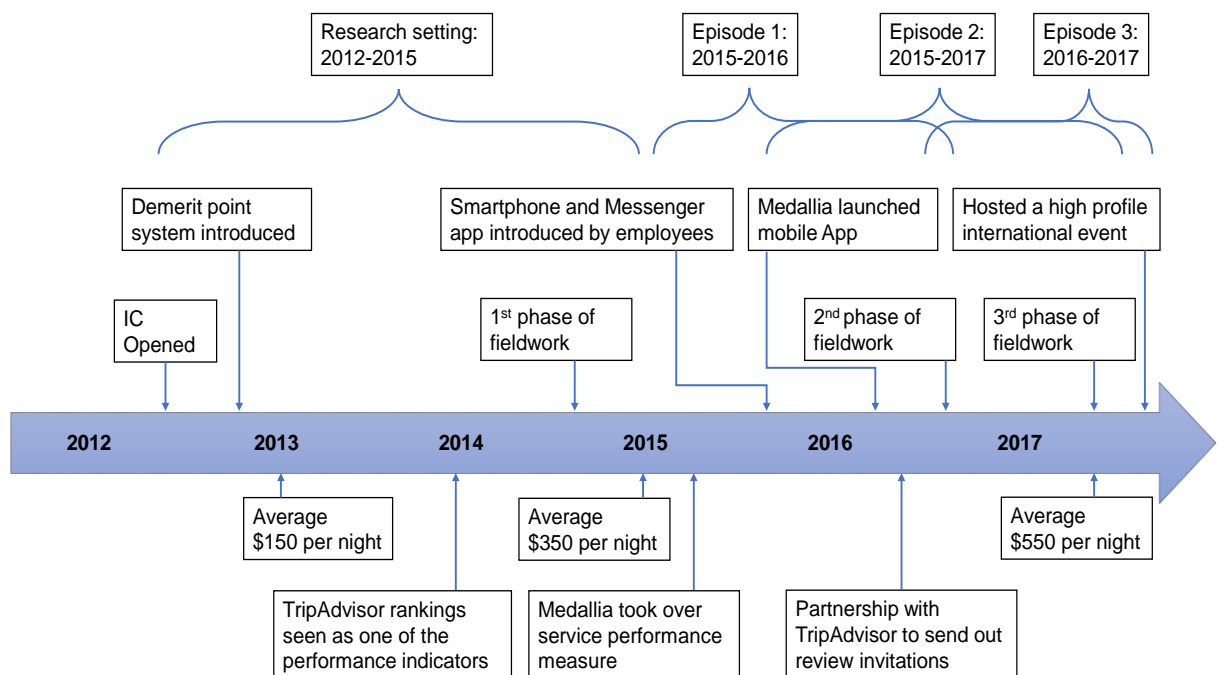 Research setting:
2012-2015
Episode 1:
2015-2016
Episode 2:
2015-2017
Episode 3:
2016-2017
Demerit point
system introduced
Smartphone and Messenger
app introduced by employees
Medallia launched
mobile App
Hosted a high profile
international event
IC
Opened
1st phase of
fieldwork
2nd phase of
fieldwork
3rd phase of
fieldwork
2012
2013
2014
2015
2016
2017
Average
$150 per night
Average
$350 per night
Average
$550 per night
TripAdvisor rankings
seen as one of the
performance indicators
Medallia took over
service performance
measure
Partnership with
TripAdvisor to send out
review invitations